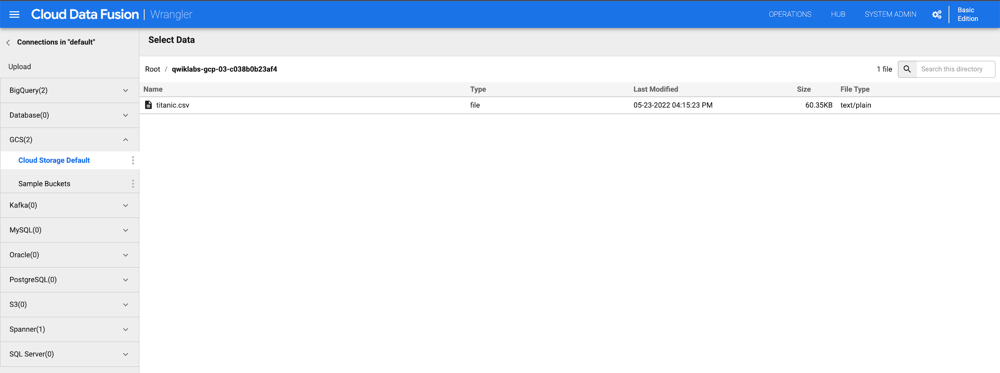 Cloud Data Fusion | Wrangler
OPERATIONS
HUB
SYSTEM ADMIN
Basic
Edition
Connections in "default"
Upload
BigQuery(2)
Database(0)
GCS(2)
Cloud Storage Default
Sample Buckets
Kafka(0)
MySQL(0)
Oracle(0)
PostgreSQL(0)
S3(0)
Spanner(1)
SQL Server(0)
Select Data
Root / qwiklabs-gcp-03-c038b0b23af4
1 file
Search this directory
Name Type Last Modified Size File Type
titanic.csv file 05-23-2022 04:15:23 PM 60.35KB text/plain